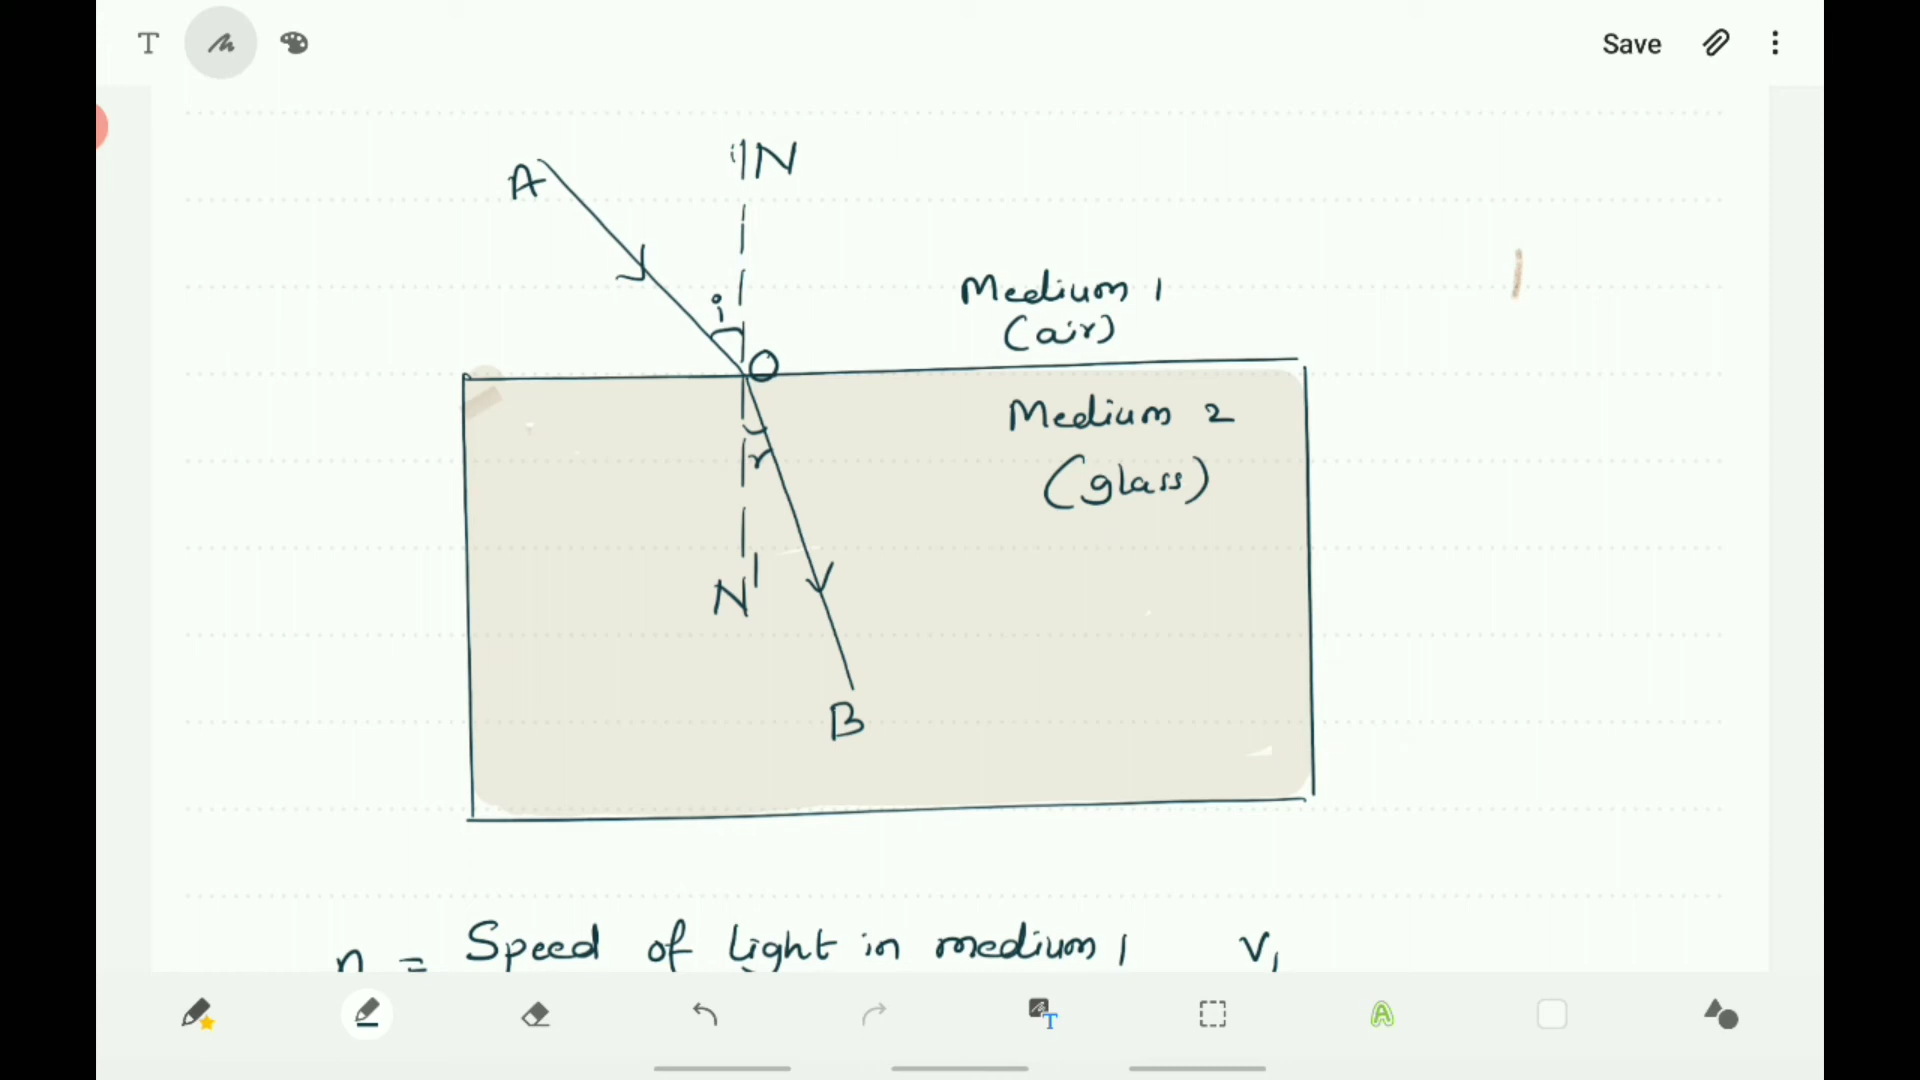 T
Save
N
A
i
Medium 1
(air)
O
Medium 2
r
(glass)
N'
B
n = Speed of light in medium 1 v1
T
A